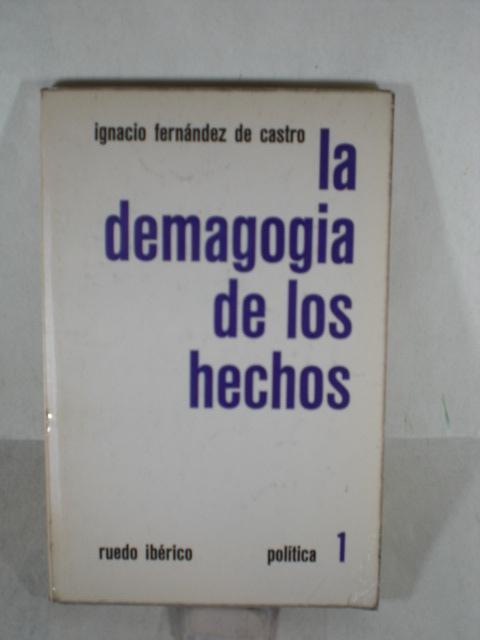 ignacio fernández de castro
la
demagogia
de los
hechos
ruedo ibérico política 1